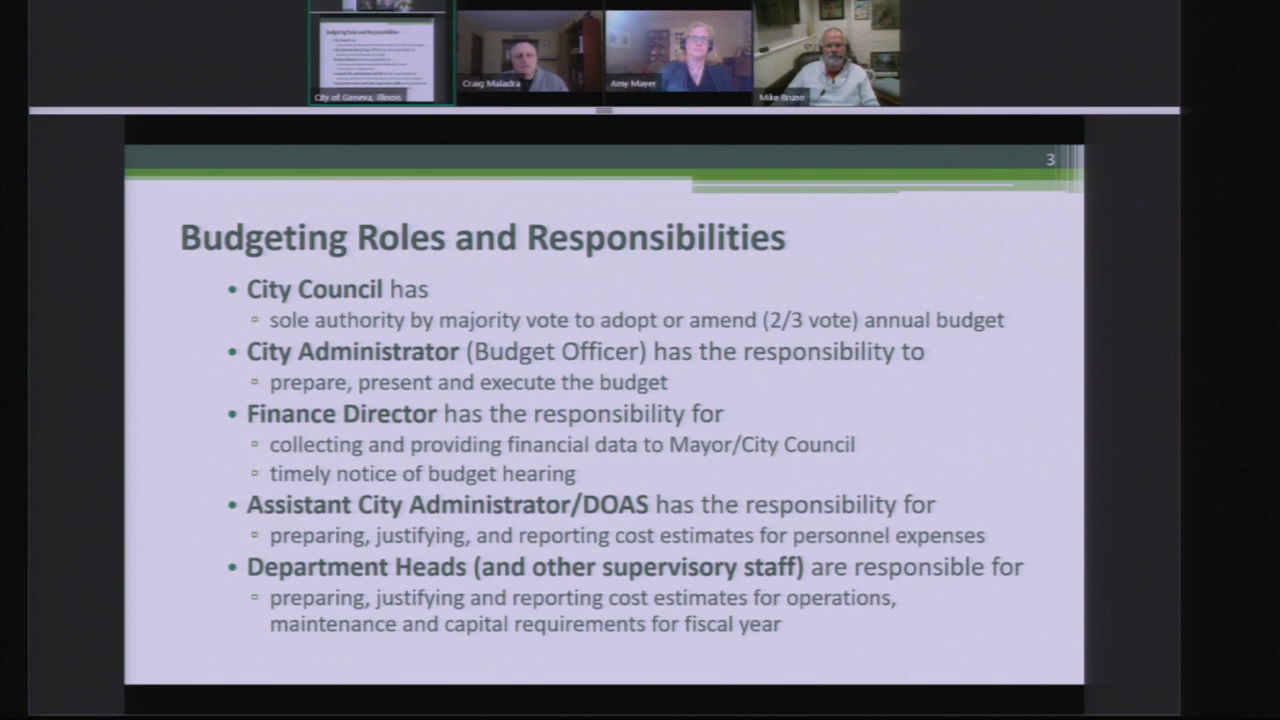 City of Geneva, Illinois
Craig Maladra
Amy Mayer
Mike Bruno
3
Budgeting Roles and Responsibilities
• City Council has
▫ sole authority by majority vote to adopt or amend (2/3 vote) annual budget
• City Administrator (Budget Officer) has the responsibility to
▫ prepare, present and execute the budget
• Finance Director has the responsibility for
▫ collecting and providing financial data to Mayor/City Council
▫ timely notice of budget hearing
• Assistant City Administrator/DOAS has the responsibility for
▫ preparing, justifying, and reporting cost estimates for personnel expenses
• Department Heads (and other supervisory staff) are responsible for
▫ preparing, justifying and reporting cost estimates for operations,
maintenance and capital requirements for fiscal year